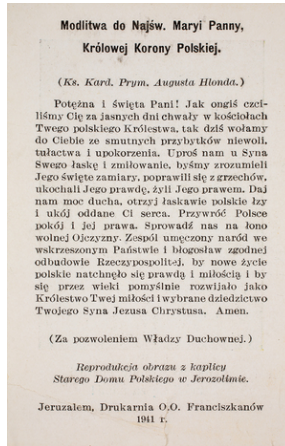 Modlitwa do Najśw. Maryi Panny,
Królowej Korony Polskiej.
(Ks. Kard. Prym. Augusta Hlonda.)
Potężna i święta Pani! Jak ongiś czci-
liśmy Cię za jasnych dni chwały w kościołach
Twego polskiego Królestwa, tak dziś wołamy
do Ciebie ze smutnych przybytków niewoli,
tułactwa i upokorzenia. Uproś nam u Syna
Swego łaskę i zmiłowanie, byśmy zrozumieli
Jego święte zamiary, poprawili się z grzechów,
ukochali Jego prawdę, żyli Jego prawem. Daj
nam moc ducha, otrzyj łaskawie polskie łzy
i ukój oddane Ci serca. Przywróć Polsce
pokój i jej prawa. Sprowadź nas na łono
wolnej Ojczyzny. Zespól umęczony naród we
wskrzeszonym Państwie i błogosław zgodnej
odbudowie Rzeczypospolitej, by nowe życie
polskie natchnęło się prawdą i miłością i by
się przez wieki pomyślnie rozwijało jako
Królestwo Twej miłości i wybrane dziedzictwo
Twojego Syna Jezusa Chrystusa. Amen.
(Za pozwoleniem Władzy Duchownej.)
Reprodukcja obrazu z kaplicy
Starego Domu Polskiego w Jerozolimie.
Jeruzalem, Drukarnia O.O. Franciszkanów
1941 r.